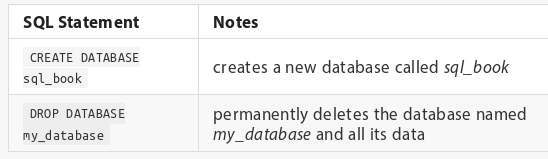 SQL Statement Notes
CREATE DATABASE
sql_book
creates a new database called sql_book
DROP DATABASE
my_database
permanently deletes the database named
my_database and all its data